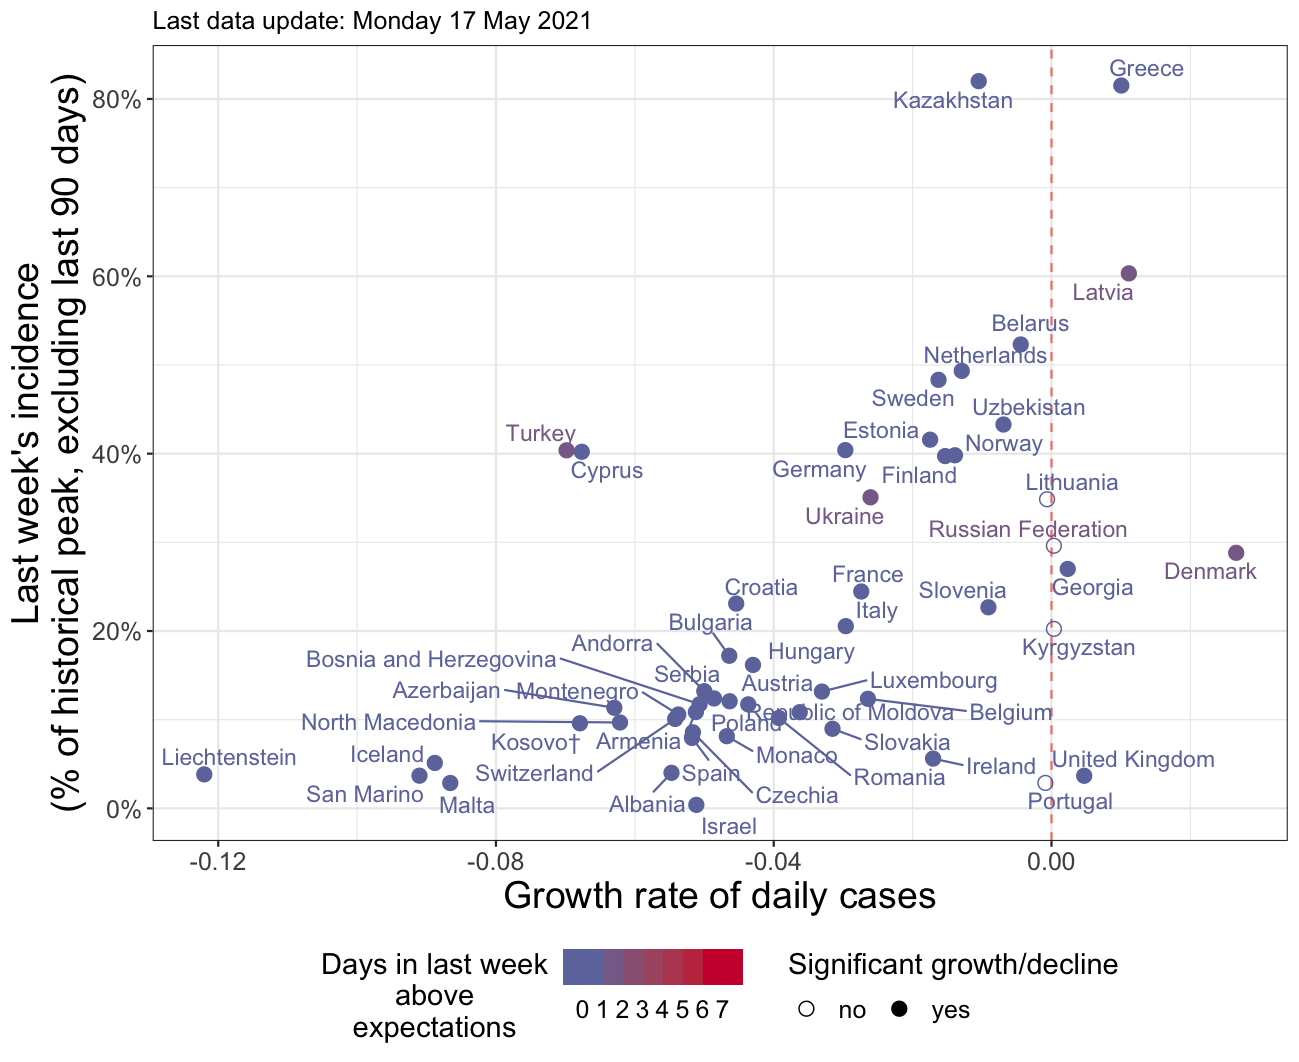 Last data update: Monday 17 May 2021
Last week's incidence
(% of historical peak, excluding last 90 days)
80%
60%
40%
20%
0%
Greece
Kazakhstan
Latvia
Belarus
Netherlands
Sweden
Uzbekistan
Estonia
Turkey
Norway
Cyprus
Germany
Finland
Lithuania
Ukraine
Russian Federation
Denmark
France
Croatia
Slovenia
Georgia
Italy
Bulgaria
Andorra
Kyrgyzstan
Hungary
Bosnia and Herzegovina
Serbia
Austria
Luxembourg
Azerbaijan
Montenegro
Republic of Moldova
Belgium
North Macedonia
Poland
Kosovo†
Armenia
Slovakia
Iceland
Monaco
Liechtenstein
United Kingdom
Ireland
Switzerland
Spain
Romania
San Marino
Czechia
Malta
Albania
Portugal
Israel
-0.12
-0.08
-0.04
0.00
Growth rate of daily cases
Days in last week
above
expectations
0 1 2 3 4 5 6 7
Significant growth/decline
no
yes